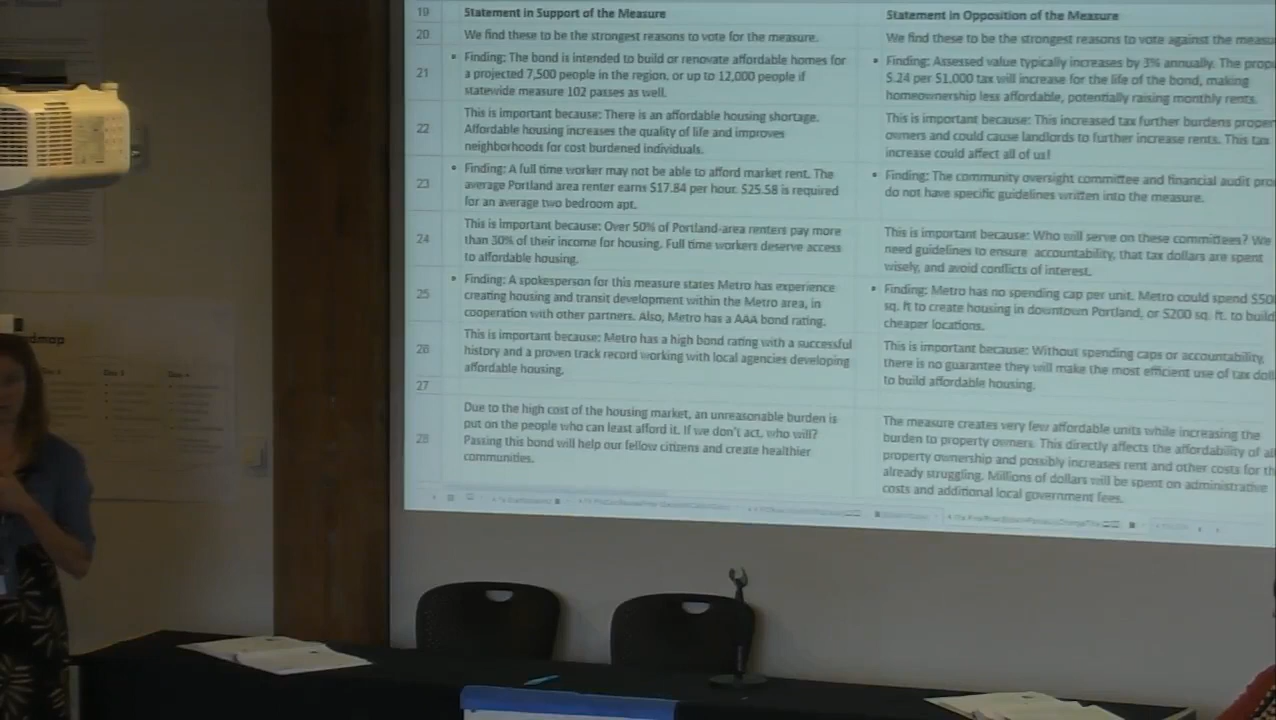 19
Statement in Support of the Measure
20
We find these to be the strongest reasons to vote for the measure.
21
• Finding: The bond is intended to build or renovate affordable homes for
a projected 7,500 people in the region, or up to 12,000 people if
statewide measure 102 passes as well.
22
This is important because: There is an affordable housing shortage.
Affordable housing increases the quality of life and improves
neighborhoods for cost burdened individuals.
23
• Finding: A full time worker may not be able to afford market rent. The
average Portland area renter earns $17.84 per hour. $25.58 is required
for an average two bedroom apt.
24
This is important because: Over 50% of Portland-area renters pay more
than 30% of their income for housing. Full time workers deserve access
to affordable housing.
25
• Finding: A spokesperson for this measure states Metro has experience
creating housing and transit development within the Metro area, in
cooperation with other partners. Also, Metro has a AAA bond rating.
26
This is important because: Metro has a high bond rating with a successful
history and a proven track record working with local agencies developing
affordable housing.
27
28
Due to the high cost of the housing market, an unreasonable burden is
put on the people who can least afford it. If we don't act, who will?
Passing this bond will help our fellow citizens and create healthier
communities.
Statement in Opposition of the Measure
We find these to be the strongest reasons to vote against the
• Finding: Assessed value typically increases by 3% annually. The
$.24 per $1,000 tax will increase for the life of the bond, making
homeownership less affordable, potentially raising monthly rents.
This is important because: This increased tax further burdens
owners and could cause landlords to further increase rents. This tax
increase could affect all of us!
• Finding: The community oversight committee and financial audit
do not have specific guidelines written into the measure.
This is important because: Who will serve on these committees? We
need guidelines to ensure accountability, that tax dollars are spent
wisely, and avoid conflicts of interest.
• Finding: Metro has no spending cap per unit. Metro could spend
sq. ft to create housing in downtown Portland, or $200 sq. ft. to build
cheaper locations.
This is important because: Without spending caps or accountability,
there is no guarantee they will make the most efficient use of tax
to build affordable housing.
The measure creates very few affordable units while increasing the
burden to property owners. This directly affects the affordability of
property ownership and possibly increases rent and other costs for
already struggling. Millions of dollars will be spent on administrative
costs and additional local government fees.